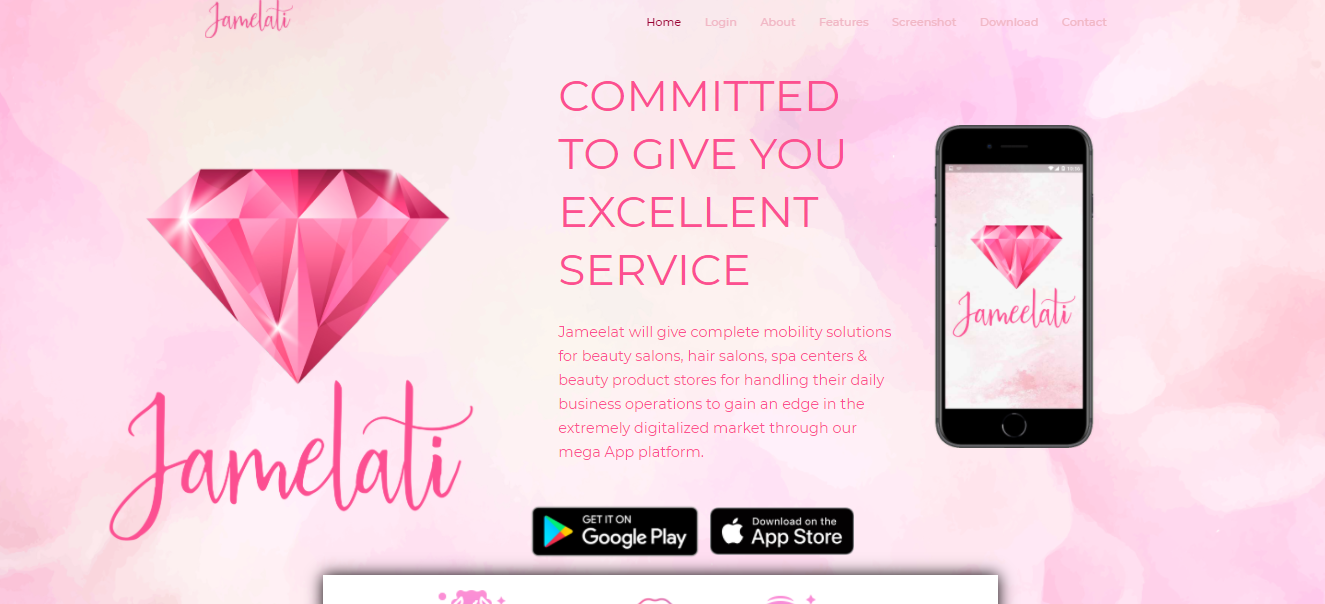 Jamelati
Home Login About Features Screenshot Download Contact
COMMITTED
TO GIVE YOU
EXCELLENT
SERVICE
Jameelat will give complete mobility solutions
for beauty salons, hair salons, spa centers &
beauty product stores for handling their daily
business operations to gain an edge in the
extremely digitalized market through our
mega App platform.
Jamelati
Jameelati
GET IT ON
Google Play
Download on the
App Store